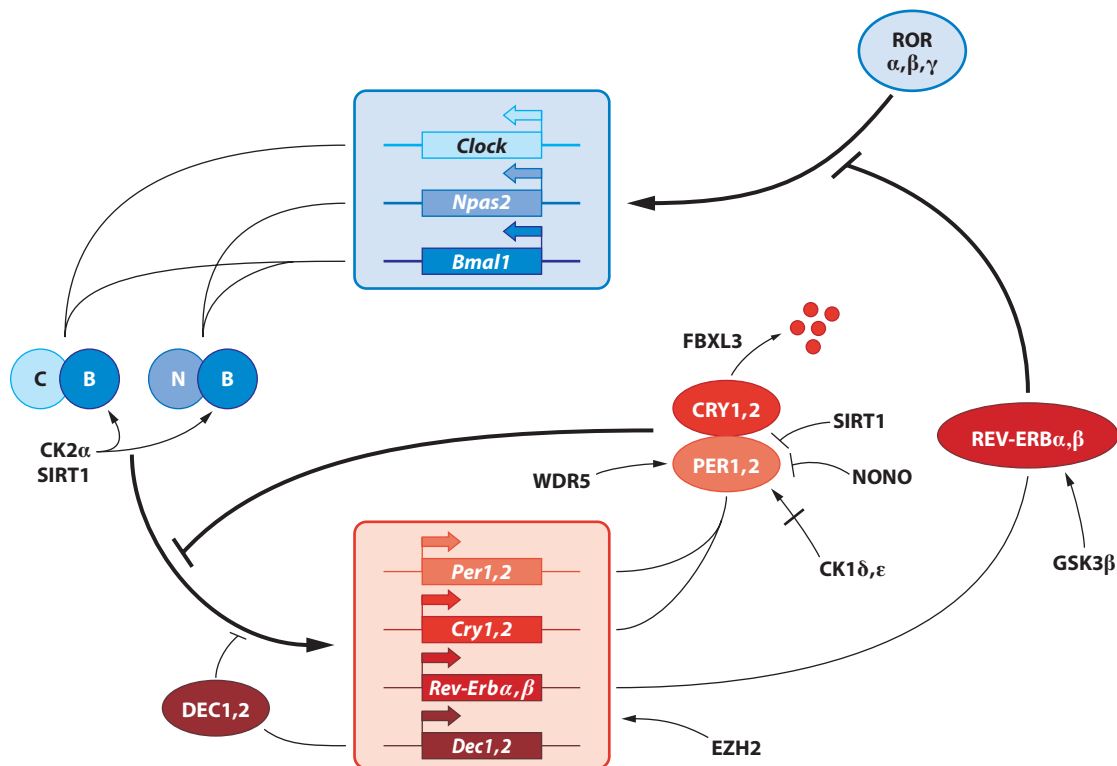 ROR
α,β,γ
Clock
Npas2
Bmal1
FBXL3
C
B
N
B
CRY1,2
SIRT1
REV-ERBα,β
CK2α
SIRT1
PER1,2
WDR5
NONO
Per1,2
CK1δ,ε
GSK3β
Cry1,2
Rev-Erbα,β
DEC1,2
Dec1,2
EZH2